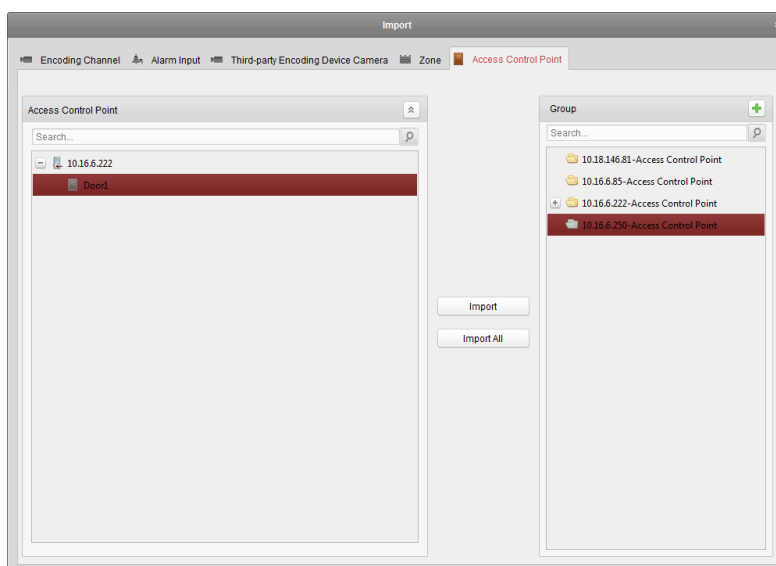 Import
Encoding Channel Alarm Input Third-party Encoding Device Camera Zone Access Control Point
Access Control Point
Search...
10.16.6.222
Door1
Import
Import All
Group
Search...
10.18.146.81-Access Control Point
10.16.6.85-Access Control Point
10.16.6.222-Access Control Point
10.16.6.250-Access Control Point